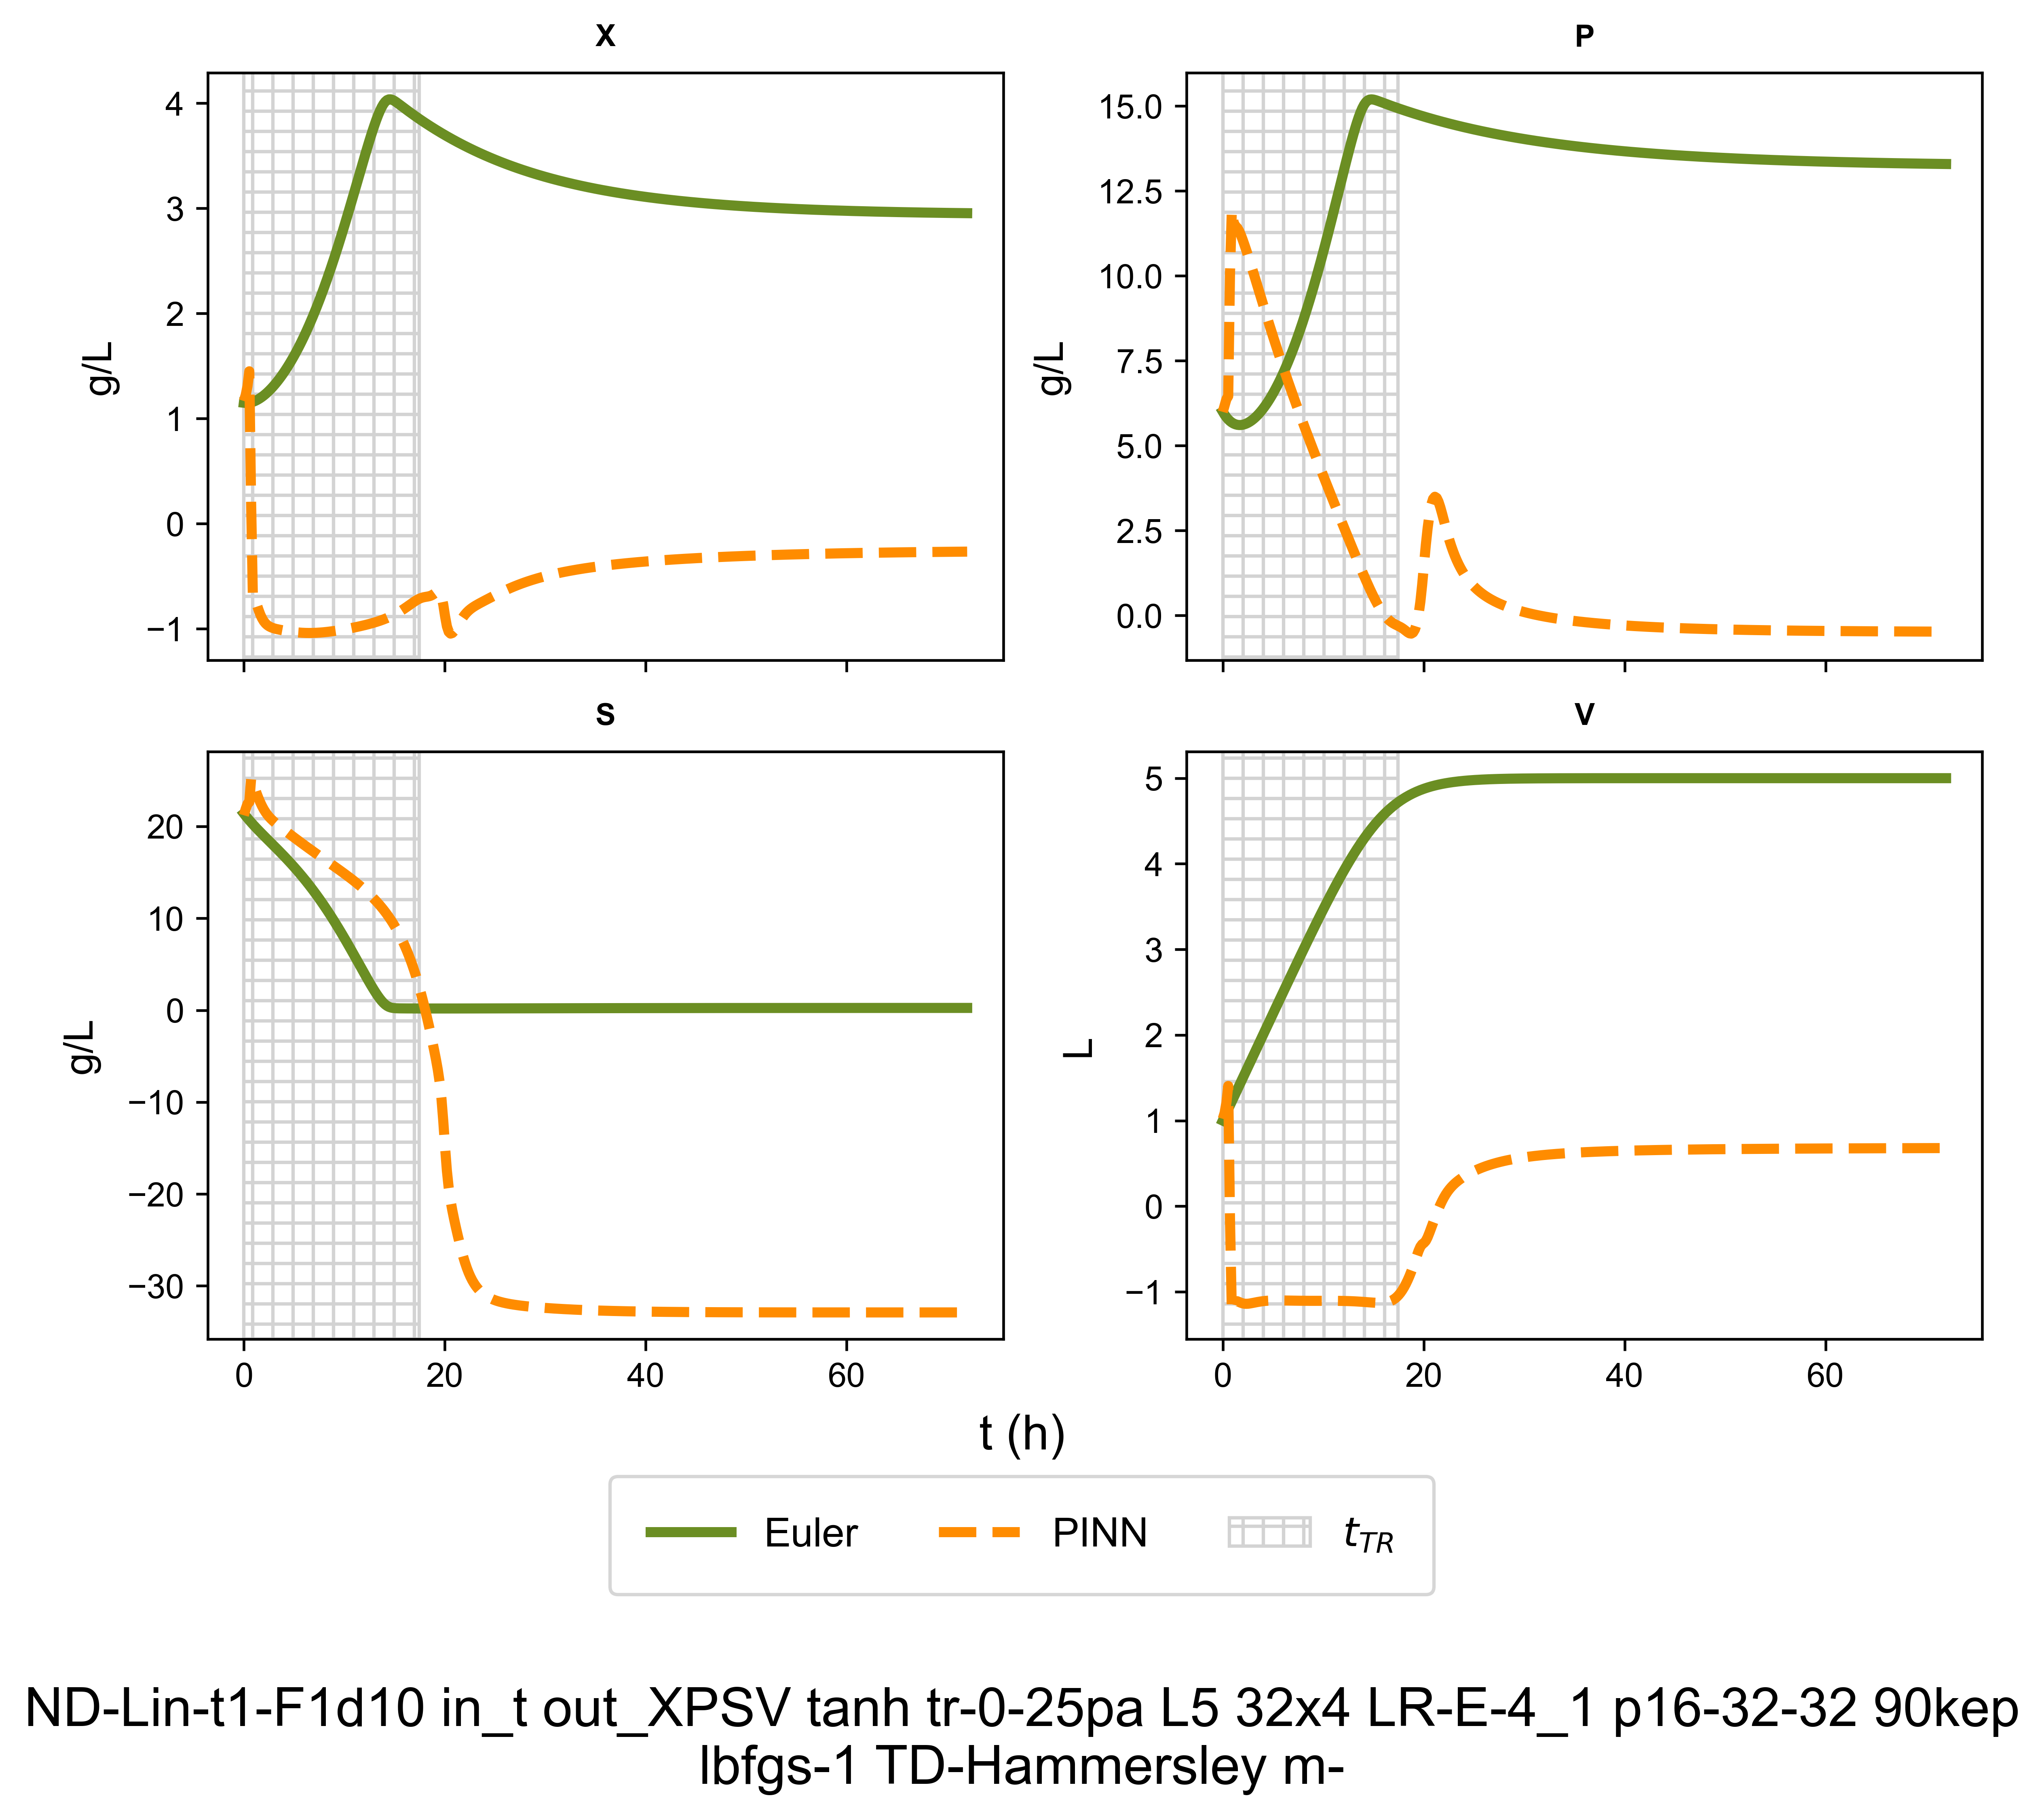 X
P
4
3
2
1
0
−1
g/L
15.0
12.5
10.0
7.5
5.0
2.5
0.0
g/L
S
V
20
10
0
−10
−20
−30
g/L
0
20
40
60
5
4
3
2
1
0
−1
L
0
20
40
60
t (h)
Euler
PINN
t_TR
ND-Lin-t1-F1d10 in_t out_XPSV tanh tr-0-25pa L5 32x4 LR-E-4_1 p16-32-32 90kep
lbfgs-1 TD-Hammersley m-